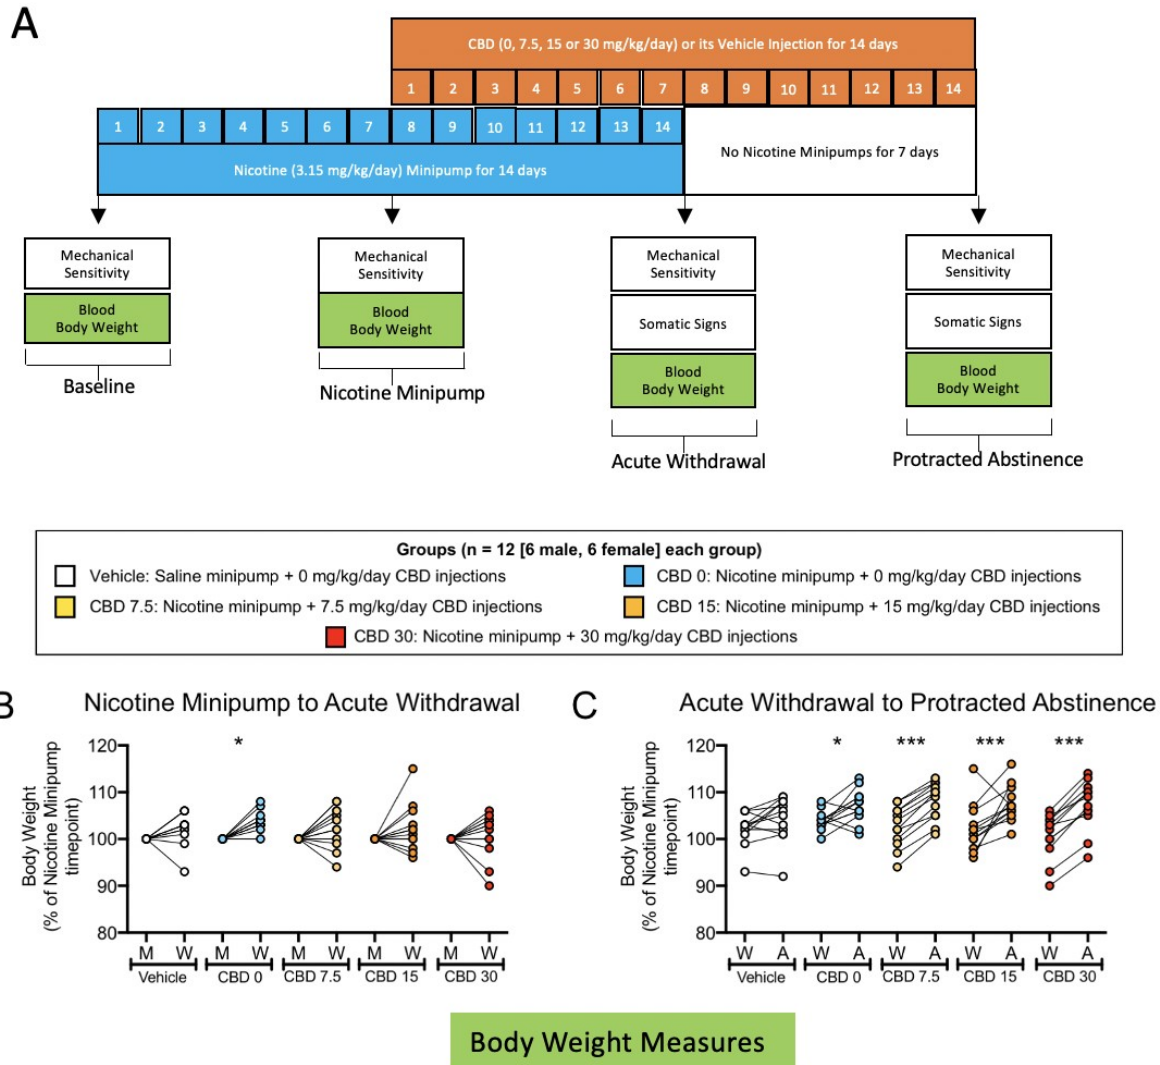 A
CBD (0, 7.5, 15 or 30 mg/kg/day) or its Vehicle Injection for 14 days
1 2 3 4 5 6 7 8 9 10 11 12 13 14
1 2 3 4 5 6 7 8 9 10 11 12 13 14
Nicotine (3.15 mg/kg/day) Minipump for 14 days
No Nicotine Minipumps for 7 days
Mechanical
Sensitivity
Blood
Body Weight
Baseline
Mechanical
Sensitivity
Blood
Body Weight
Nicotine Minipump
Mechanical
Sensitivity
Somatic Signs
Blood
Body Weight
Acute Withdrawal
Mechanical
Sensitivity
Somatic Signs
Blood
Body Weight
Protracted Abstinence
Groups (n = 12 [6 male, 6 female] each group)
Vehicle: Saline minipump + 0 mg/kg/day CBD injections
CBD 0: Nicotine minipump + 0 mg/kg/day CBD injections
CBD 7.5: Nicotine minipump + 7.5 mg/kg/day CBD injections
CBD 15: Nicotine minipump + 15 mg/kg/day CBD injections
CBD 30: Nicotine minipump + 30 mg/kg/day CBD injections
B
Nicotine Minipump to Acute Withdrawal
Body Weight
(% of Nicotine Minipump
timepoint)
120
110
100
90
80
*
M W M W M W M W M W
Vehicle CBD 0 CBD 7.5 CBD 15 CBD 30
C
Acute Withdrawal to Protracted Abstinence
Body Weight
(% of Nicotine Minipump
timepoint)
120
110
100
90
80
* *** *** ***
W A W A W A W A W A
Vehicle CBD 0 CBD 7.5 CBD 15 CBD 30
Body Weight Measures